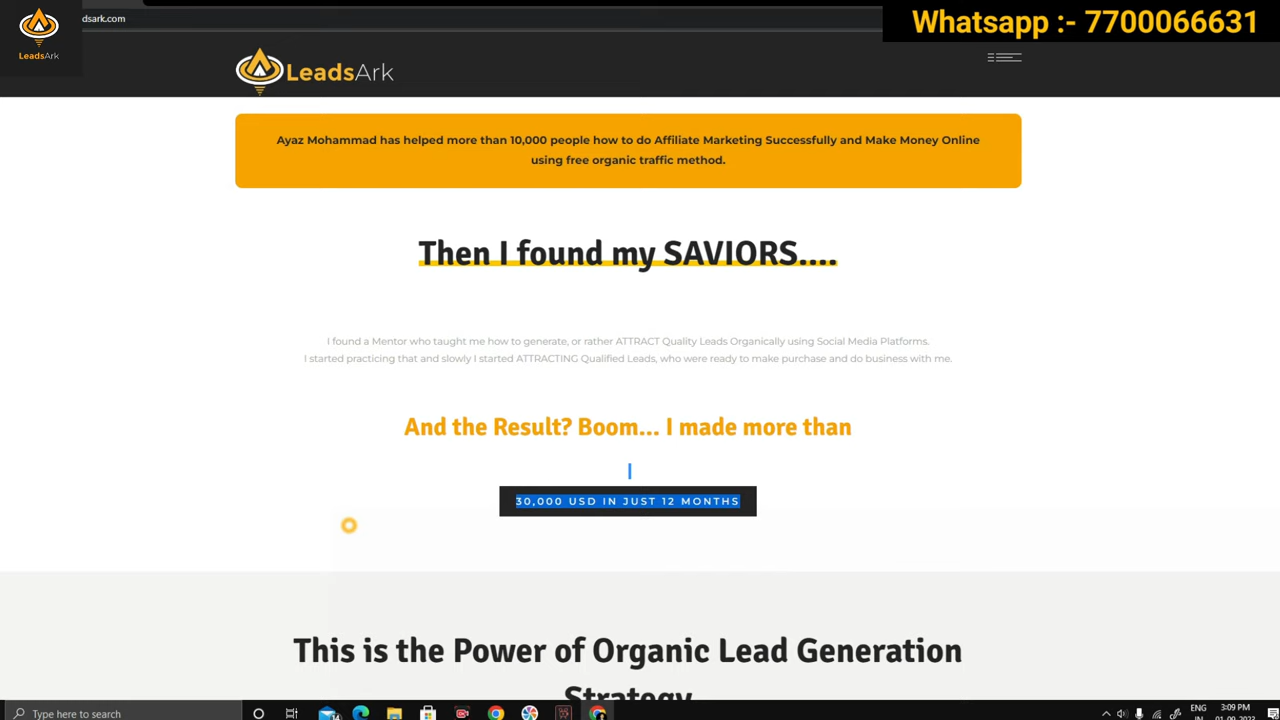 dsark.com
Whatsapp :- 7700066631
LeadsArk
LeadsArk
Ayaz Mohammad has helped more than 10,000 people how to do Affiliate Marketing Successfully and Make Money Online
using free organic traffic method.
Then I found my SAVIORS....
I found a Mentor who taught me how to generate, or rather ATTRACT Quality Leads Organically using Social Media Platforms.
I started practicing that and slowly I started ATTRACTING Qualified Leads, who were ready to make purchase and do business with me.
And the Result? Boom... I made more than
30,000 USD IN JUST 12 MONTHS
This is the Power of Organic Lead Generation
Strategy
Type here to search
ENG
IN
3:09 PM